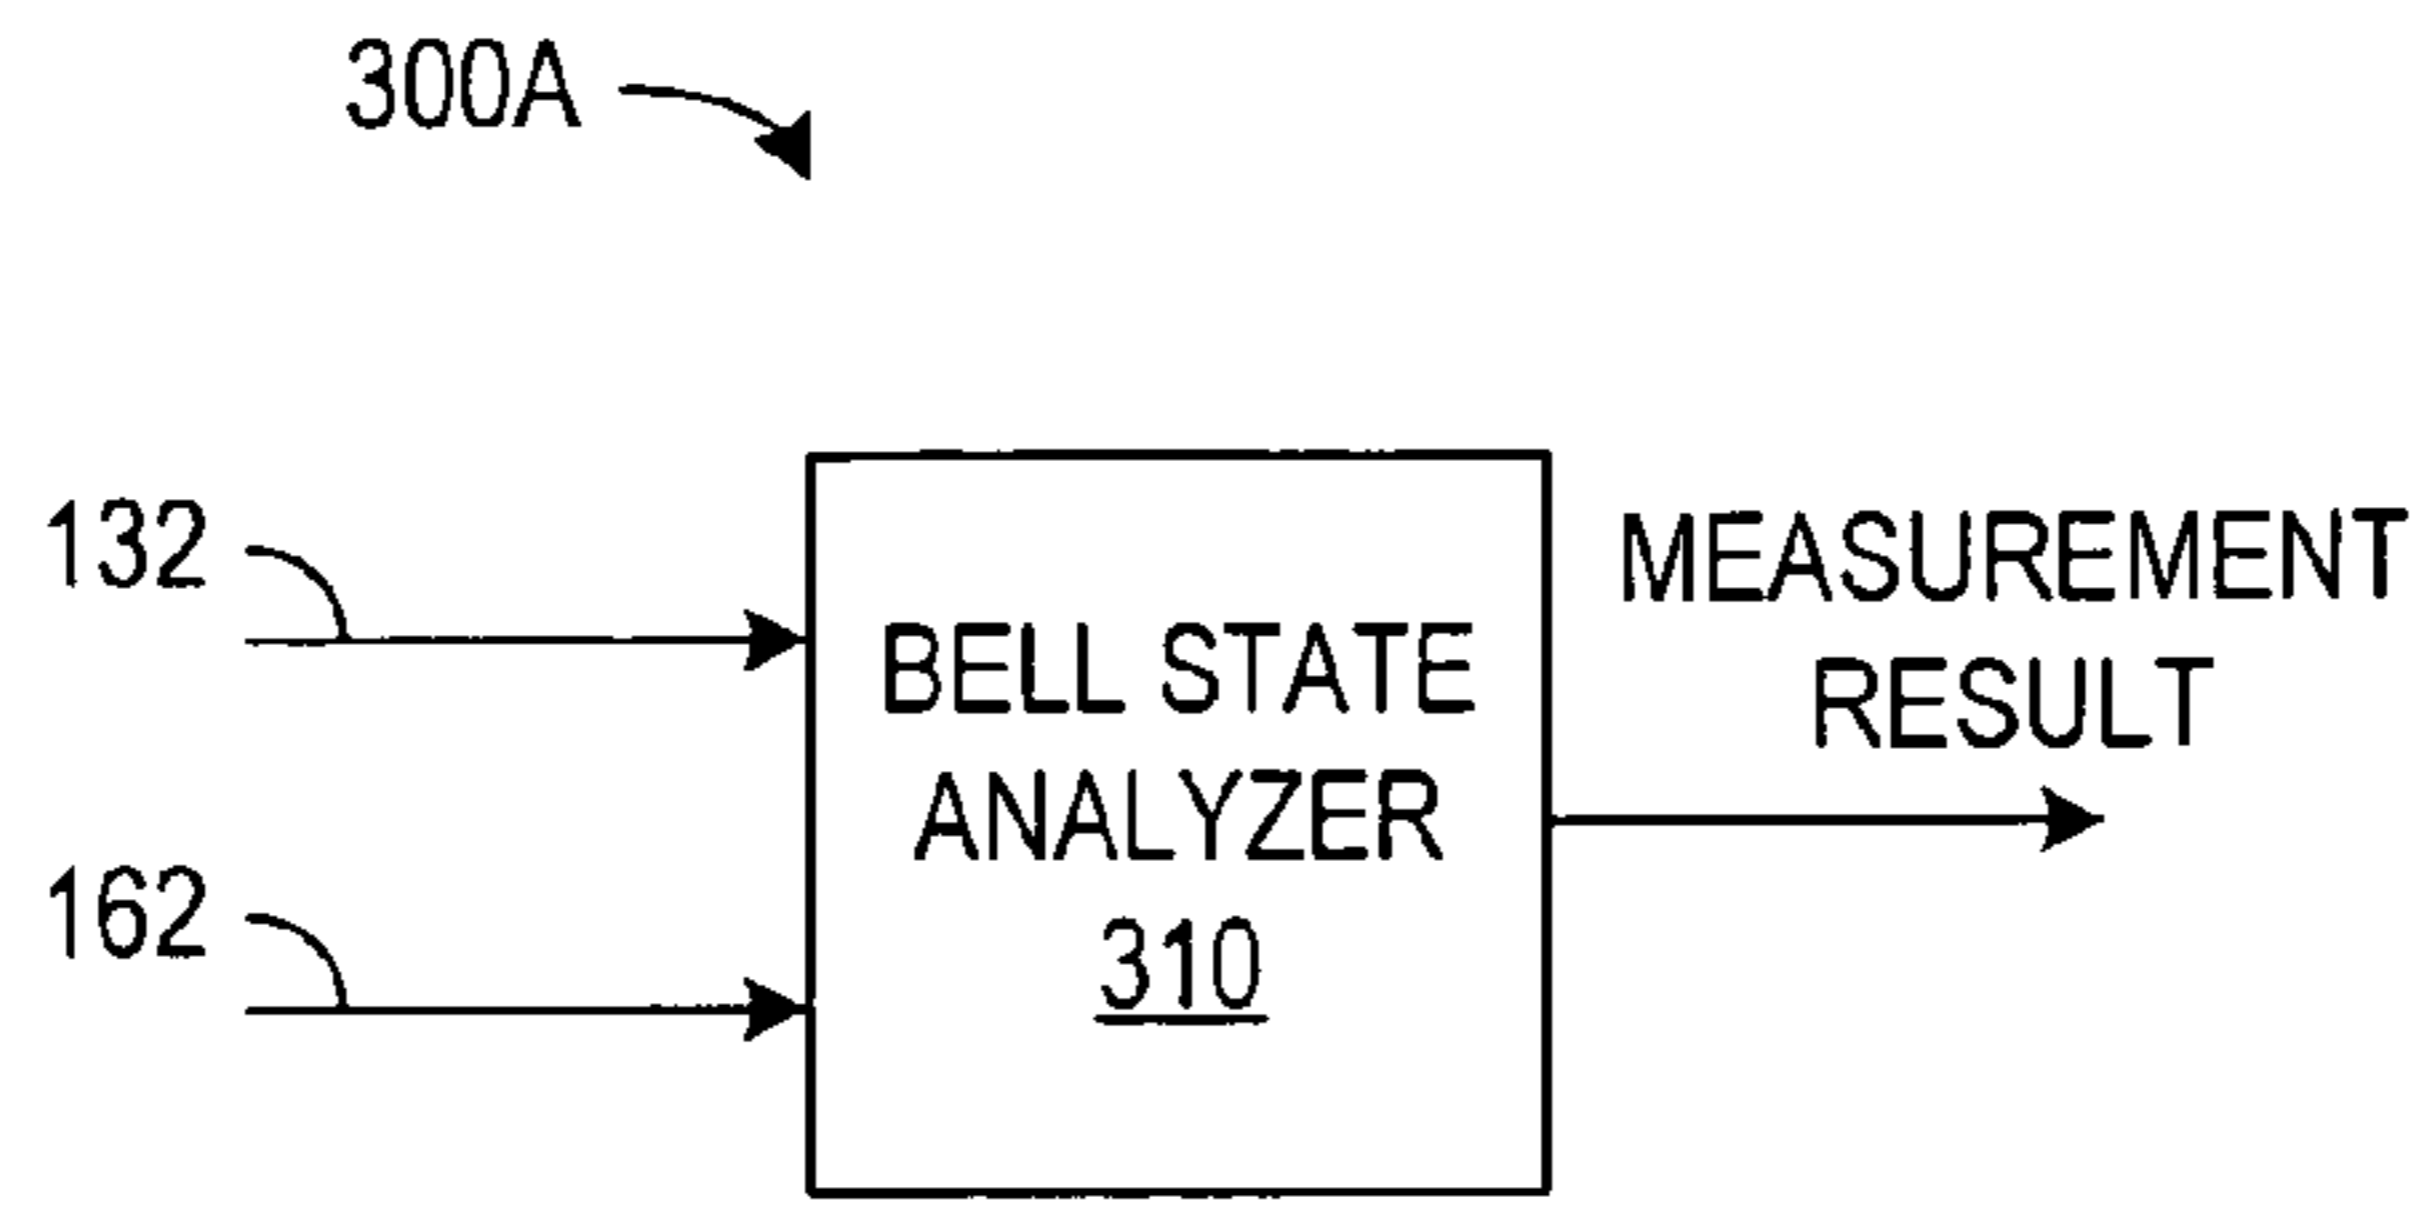 300A
132
162
BELL STATE
ANALYZER
310
MEASUREMENT
RESULT